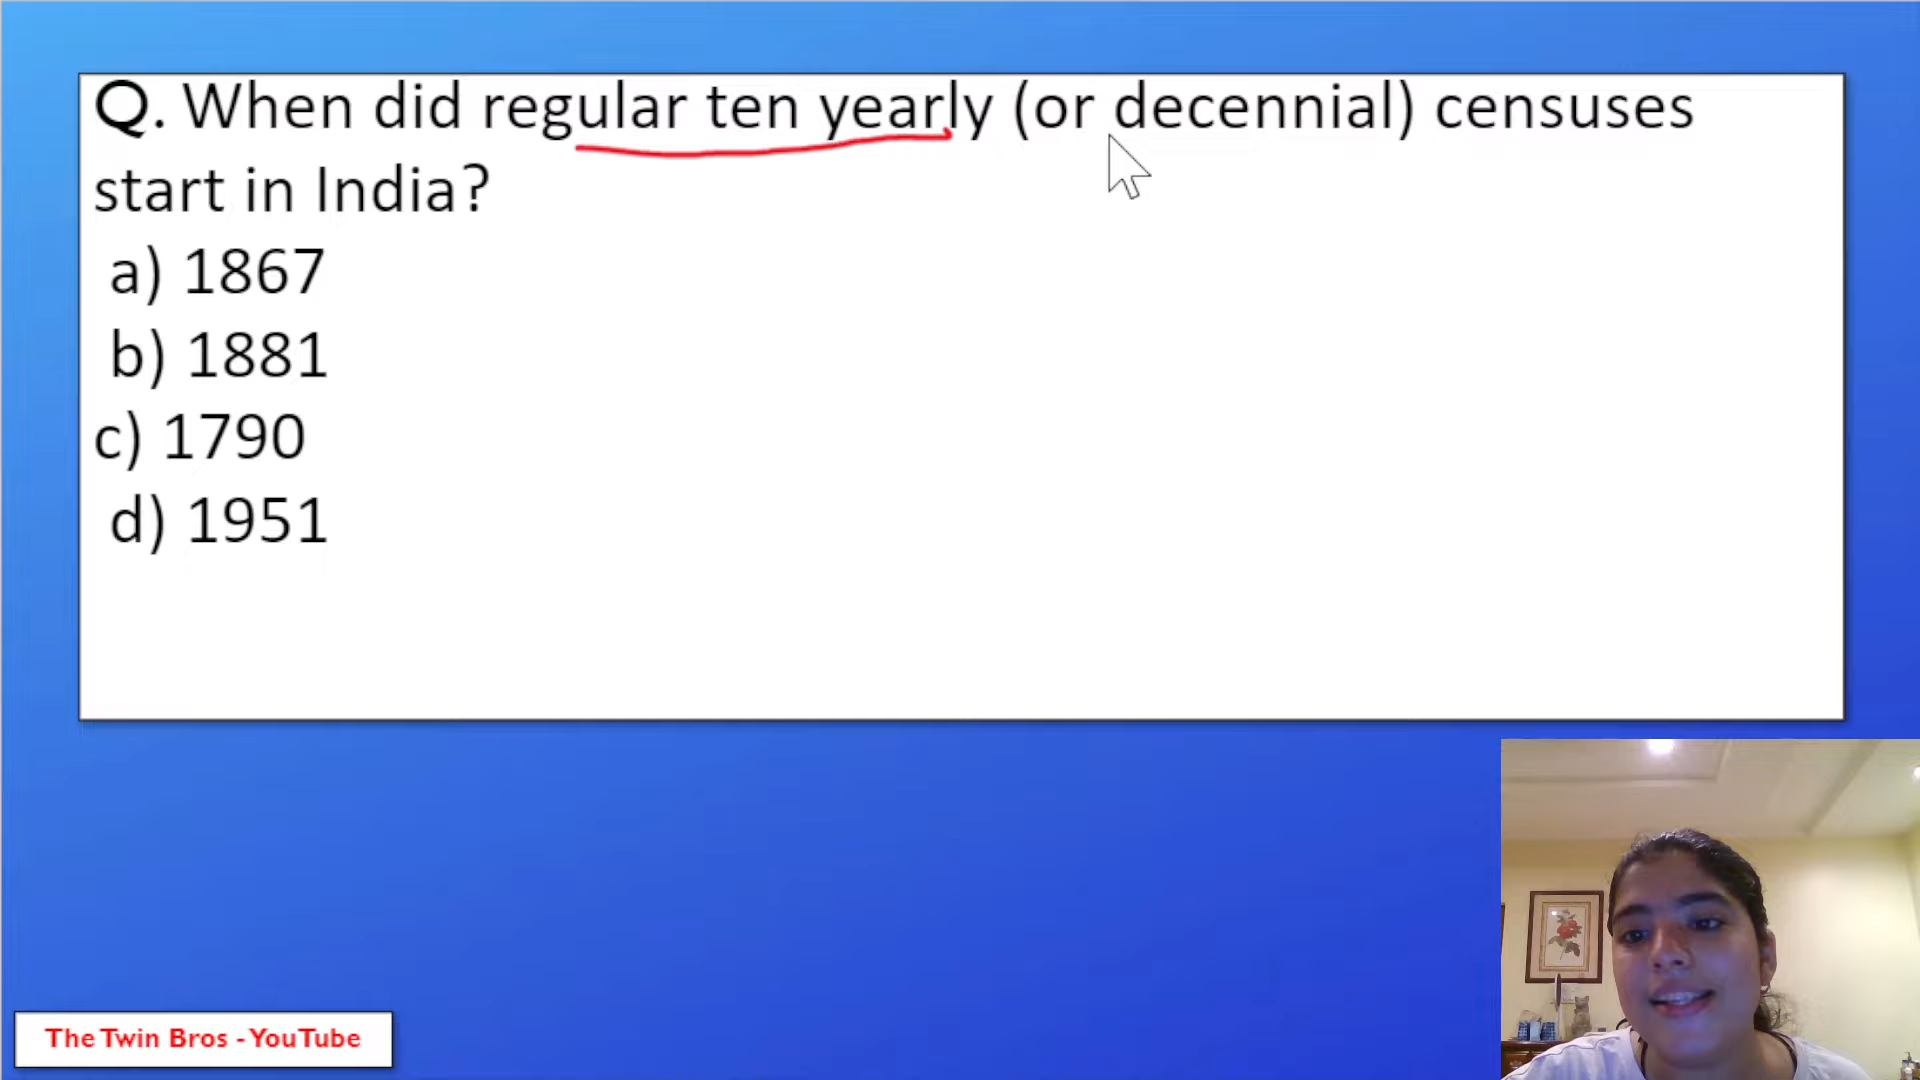 Q. When did regular ten yearly (or decennial) censuses
start in India?
a) 1867
b) 1881
c) 1790
d) 1951
The Twin Bros - YouTube